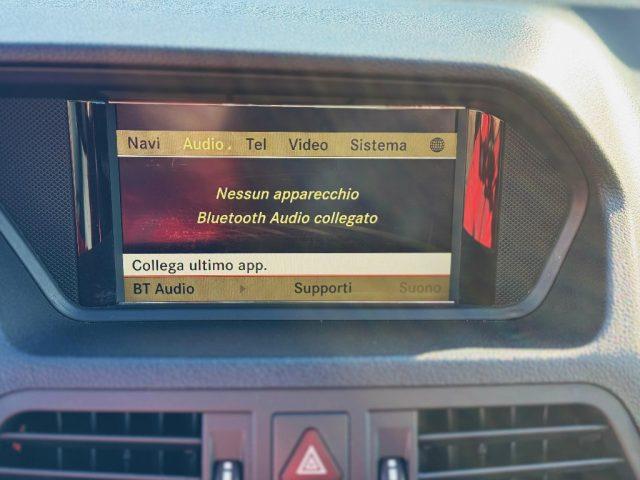 Navi Audio Tel Video Sistema
Nessun apparecchio
Bluetooth Audio collegato
Collega ultimo app.
BT Audio Supporti Suono